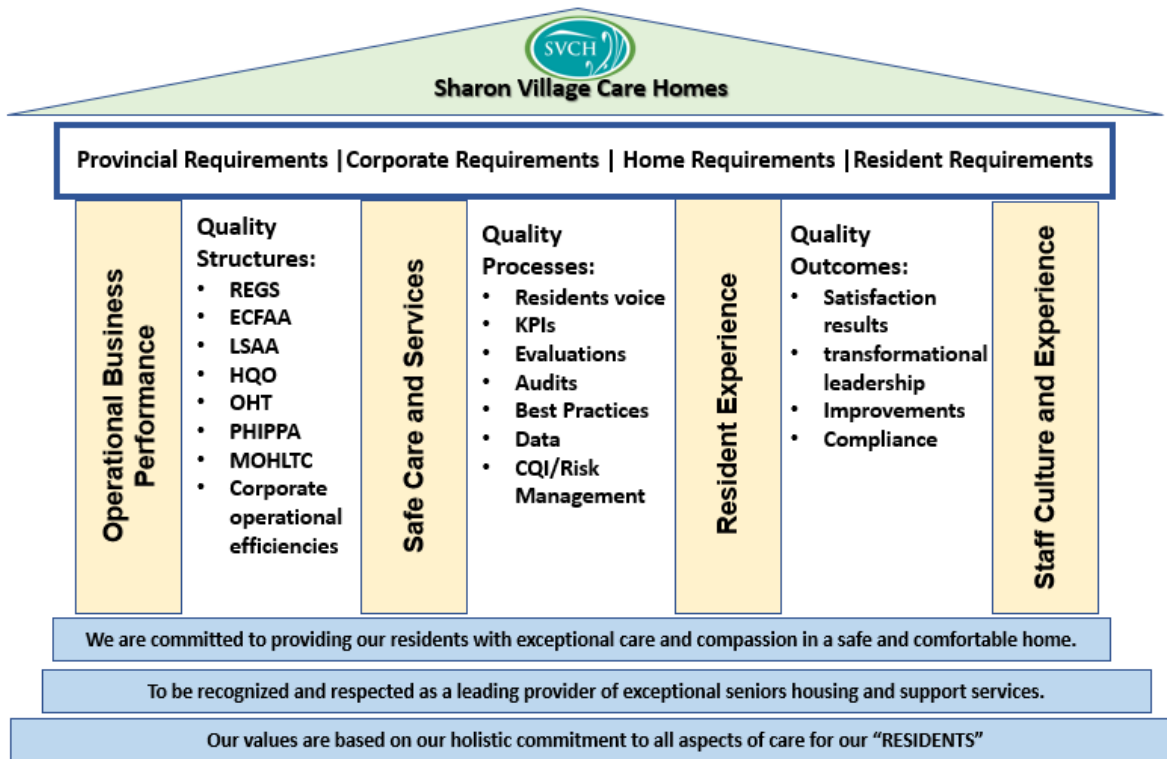 SVCH
Sharon Village Care Homes
Provincial Requirements |Corporate Requirements | Home Requirements |Resident Requirements
Operational Business
Performance
Quality
Structures:
• REGS
• ECFAA
• LSAA
• HQO
• OHT
• PHIPPA
• MOHLTC
• Corporate
operational
efficiencies
Safe Care and Services
Quality
Processes:
• Residents voice
• KPIs
• Evaluations
• Audits
• Best Practices
• Data
• CQI/Risk
Management
Resident Experience
Quality
Outcomes:
• Satisfaction
results
• transformational
leadership
• Improvements
• Compliance
Staff Culture and Experience
We are committed to providing our residents with exceptional care and compassion in a safe and comfortable home.
To be recognized and respected as a leading provider of exceptional seniors housing and support services.
Our values are based on our holistic commitment to all aspects of care for our “RESIDENTS”